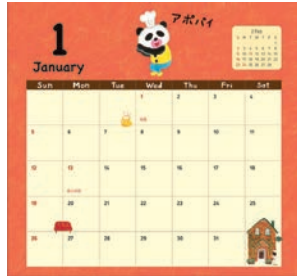 1
January
アポパイ
2 Feb
Sun Mon Tue Wed Thu Fri Sat
1 2 3 4
5 6 7 8 9 10 11
12 13 14 15 16 17 18
19 20 21 22 23 24 25
26 27 28 29 30 31